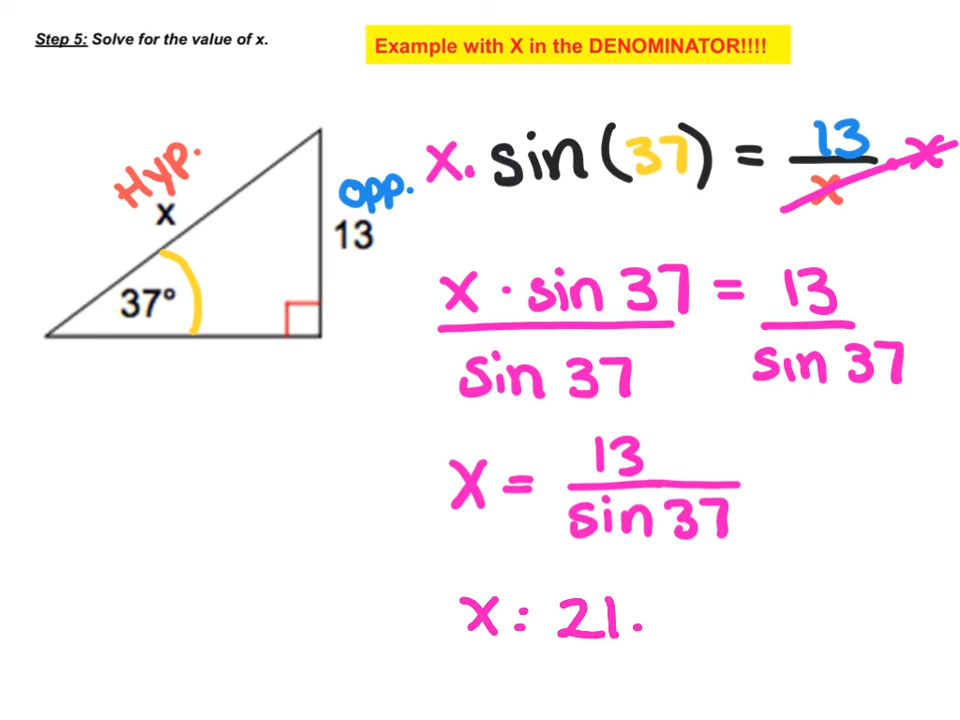 Step 5: Solve for the value of x.
Example with X in the DENOMINATOR!!!!
Hyp.
x
opp.
13
37°
x · sin (37) = 13/x · x
x · sin 37 / sin 37 = 13 / sin 37
x = 13 / sin 37
x : 21.